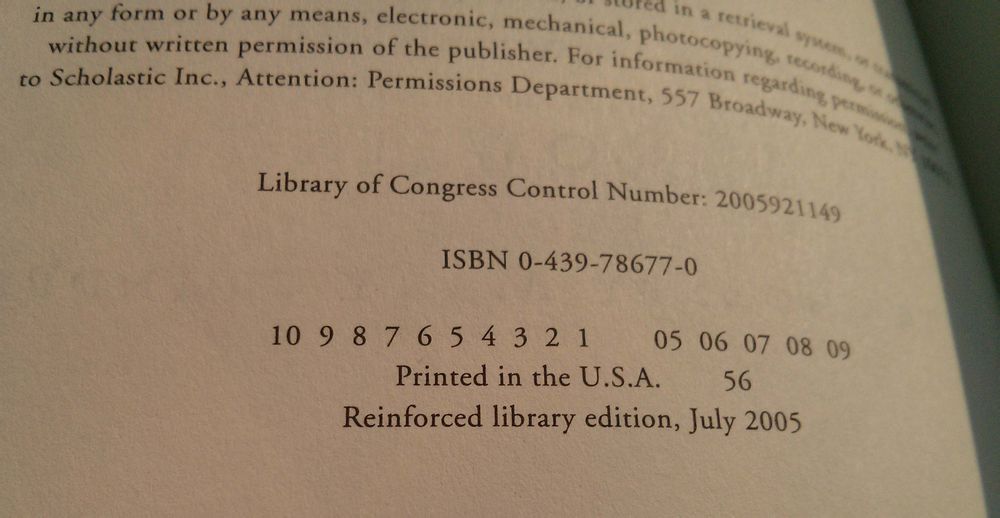 stored in a retrieval system, or
in any form or by any means, electronic, mechanical, photocopying, recording, or
without written permission of the publisher. For information regarding permission,
to Scholastic Inc., Attention: Permissions Department, 557 Broadway, New York,
Library of Congress Control Number: 2005921149
ISBN 0-439-78677-0
10 9 8 7 6 5 4 3 2 1 05 06 07 08 09
Printed in the U.S.A. 56
Reinforced library edition, July 2005